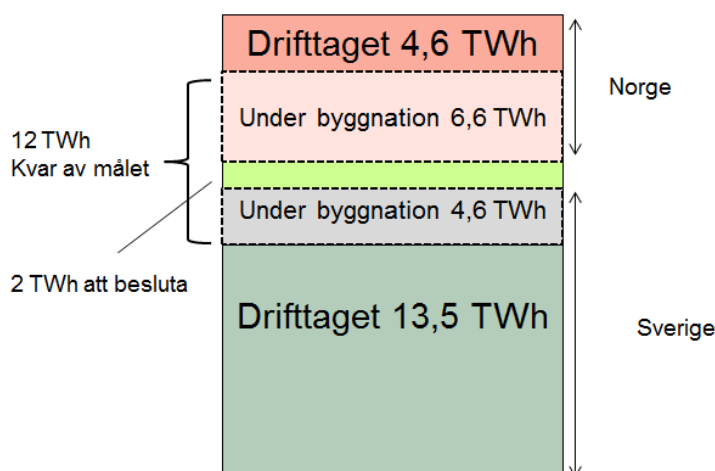 Drifttaget 4,6 TWh
Norge
Under byggnation 6,6 TWh
12 TWh
Kvar av målet
Under byggnation 4,6 TWh
2 TWh att besluta
Drifttaget 13,5 TWh
Sverige